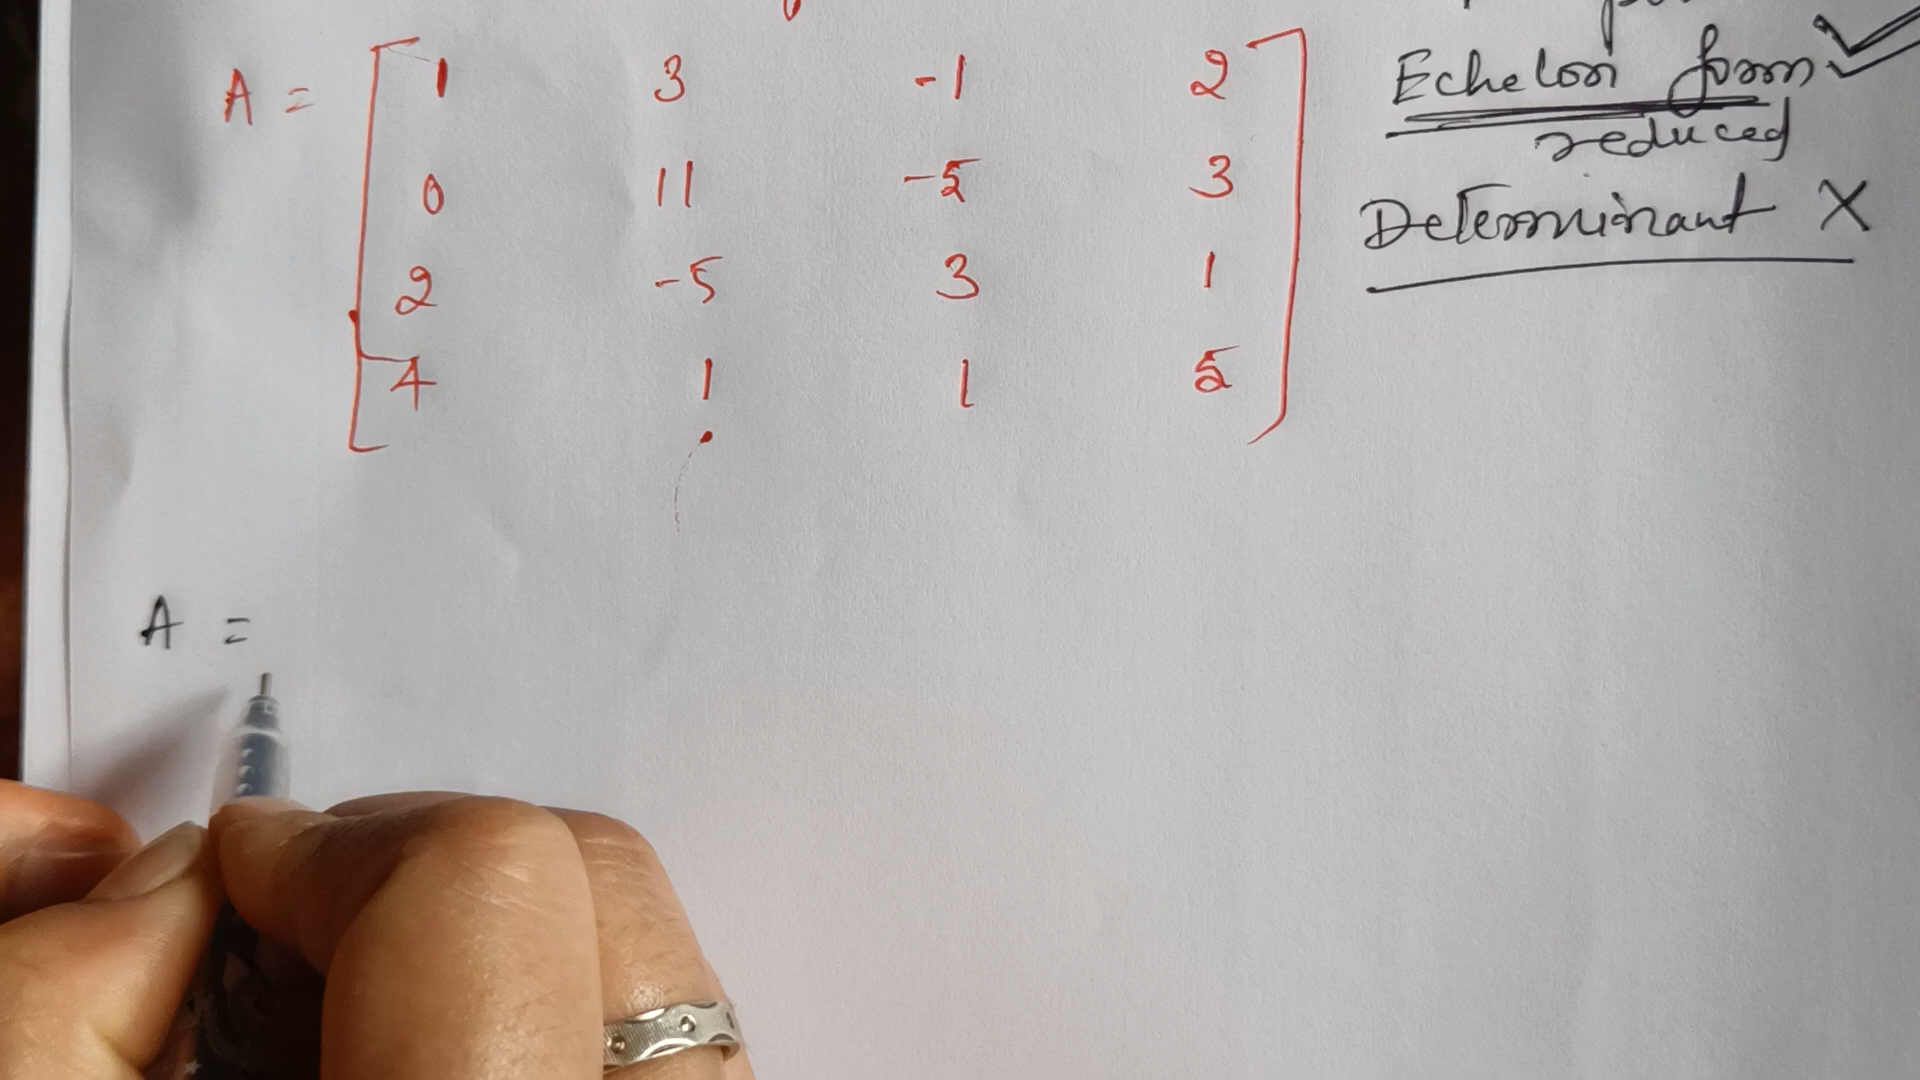 A = [ 1 3 -1 2 ]
0 11 -5 3
2 -5 3 1
4 1 1 5
Echelon form
reduced
Determinant X
A =